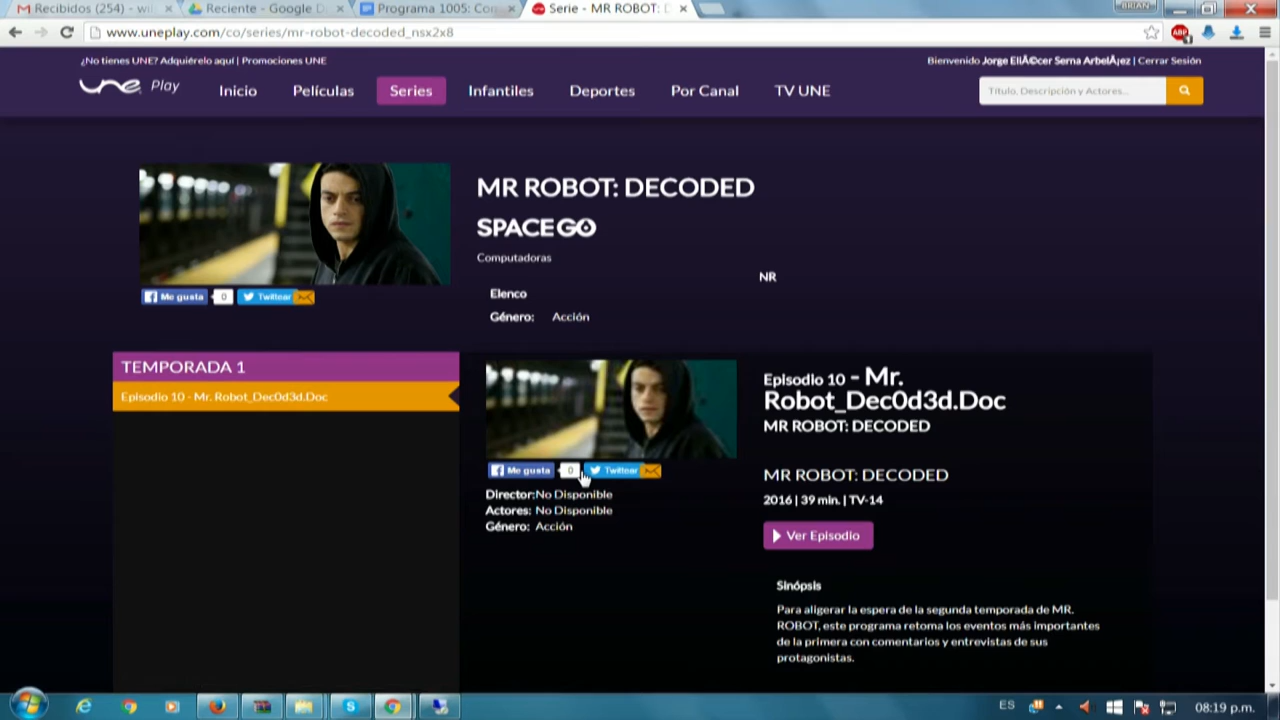 Recibidos (254) - wi
Reciente - Google D
Programa 1005: Con
Serie - MR ROBOT: D
BRIAN
www.uneplay.com/co/series/mr-robot-decoded_nsx2x8
ABP
¿No tienes UNE? Adquiérelo aquí | Promociones UNE
Bienvenido Jorge EliÃ©cer Serna ArbelÃ¡ez | Cerrar Sesión
une Play
Inicio
Películas
Series
Infantiles
Deportes
Por Canal
TV UNE
Título, Descripción y Actores...
MR ROBOT: DECODED
SPACE GO
Computadoras
NR
Elenco
Género: Acción
Me gusta 0 Twittear
TEMPORADA 1
Episodio 10 - Mr. Robot_Dec0d3d.Doc
Me gusta 0 Twittear
Director:No Disponible
Actores: No Disponible
Género: Acción
Episodio 10 - Mr.
Robot_Dec0d3d.Doc
MR ROBOT: DECODED
MR ROBOT: DECODED
2016 | 39 min. | TV-14
Ver Episodio
Sinópsis
Para aligerar la espera de la segunda temporada de MR.
ROBOT, este programa retoma los eventos más importantes
de la primera con comentarios y entrevistas de sus
protagonistas.
ES
08:19 p.m.